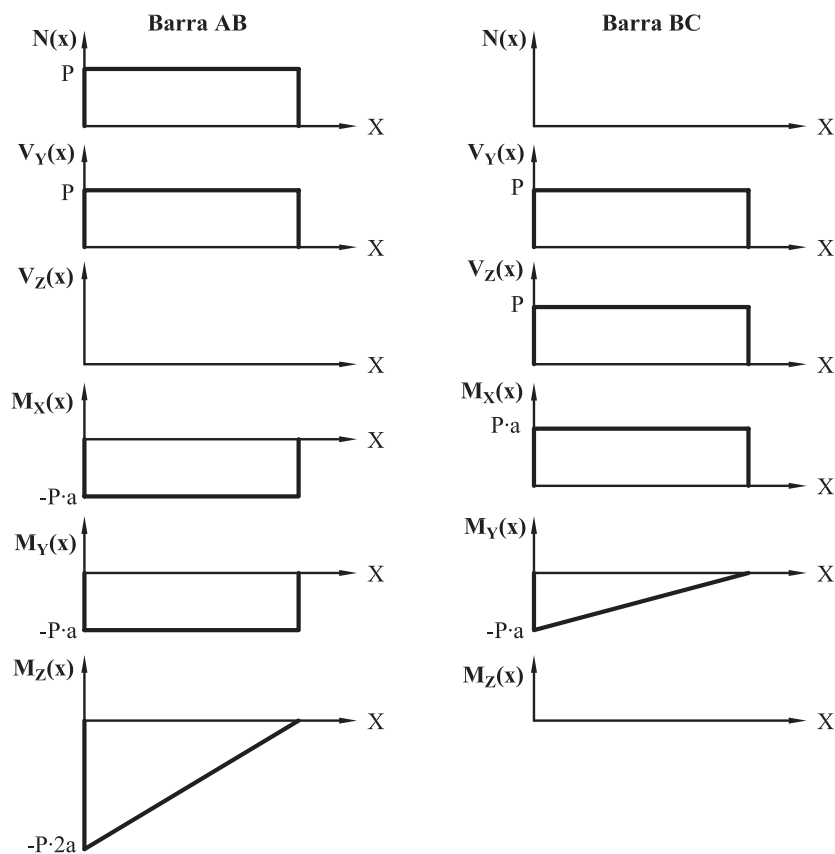 Barra AB
N(x)
P
X
V_Y(x)
P
X
V_Z(x)
X
M_X(x)
X
-P·a
M_Y(x)
X
-P·a
M_Z(x)
X
-P·2a
Barra BC
N(x)
X
V_Y(x)
P
X
V_Z(x)
P
X
M_X(x)
P·a
X
M_Y(x)
X
-P·a
M_Z(x)
X